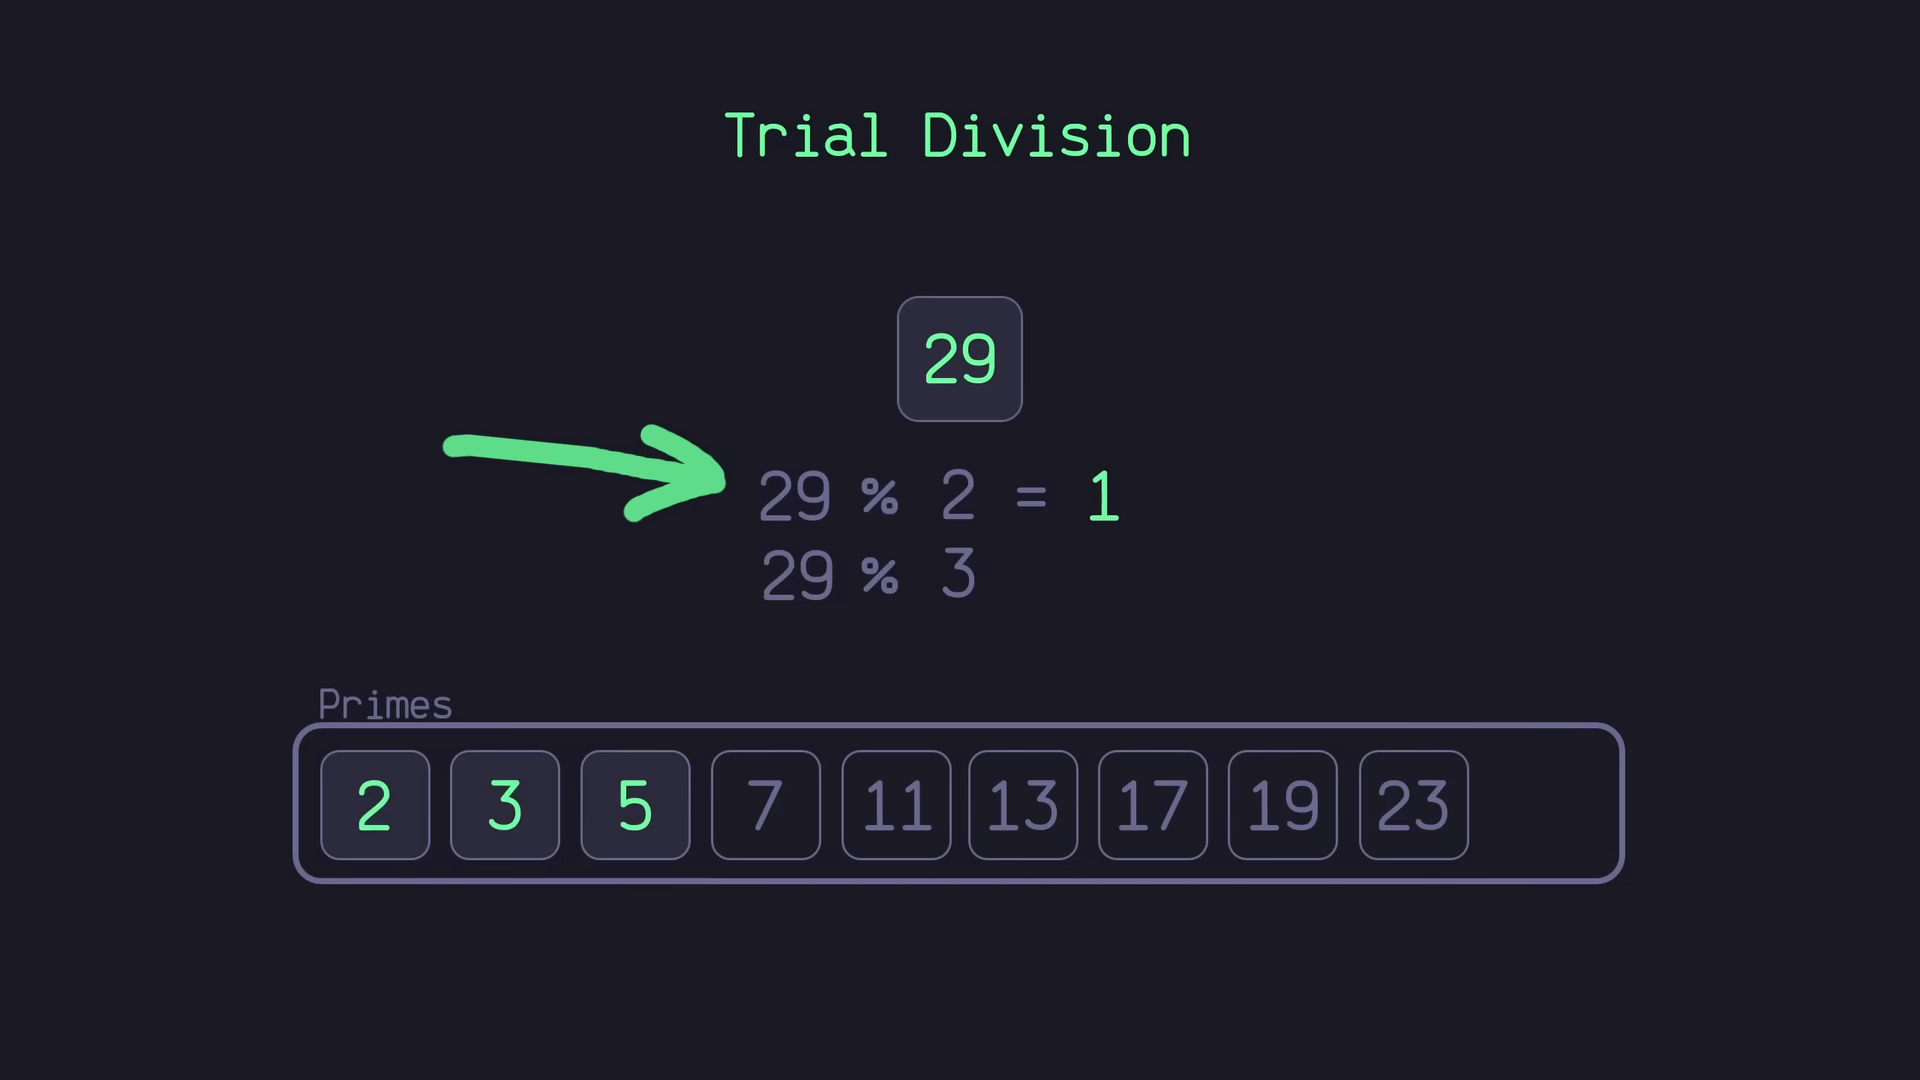 Trial Division
29
29 % 2 = 1
29 % 3
Primes
2 3 5 7 11 13 17 19 23